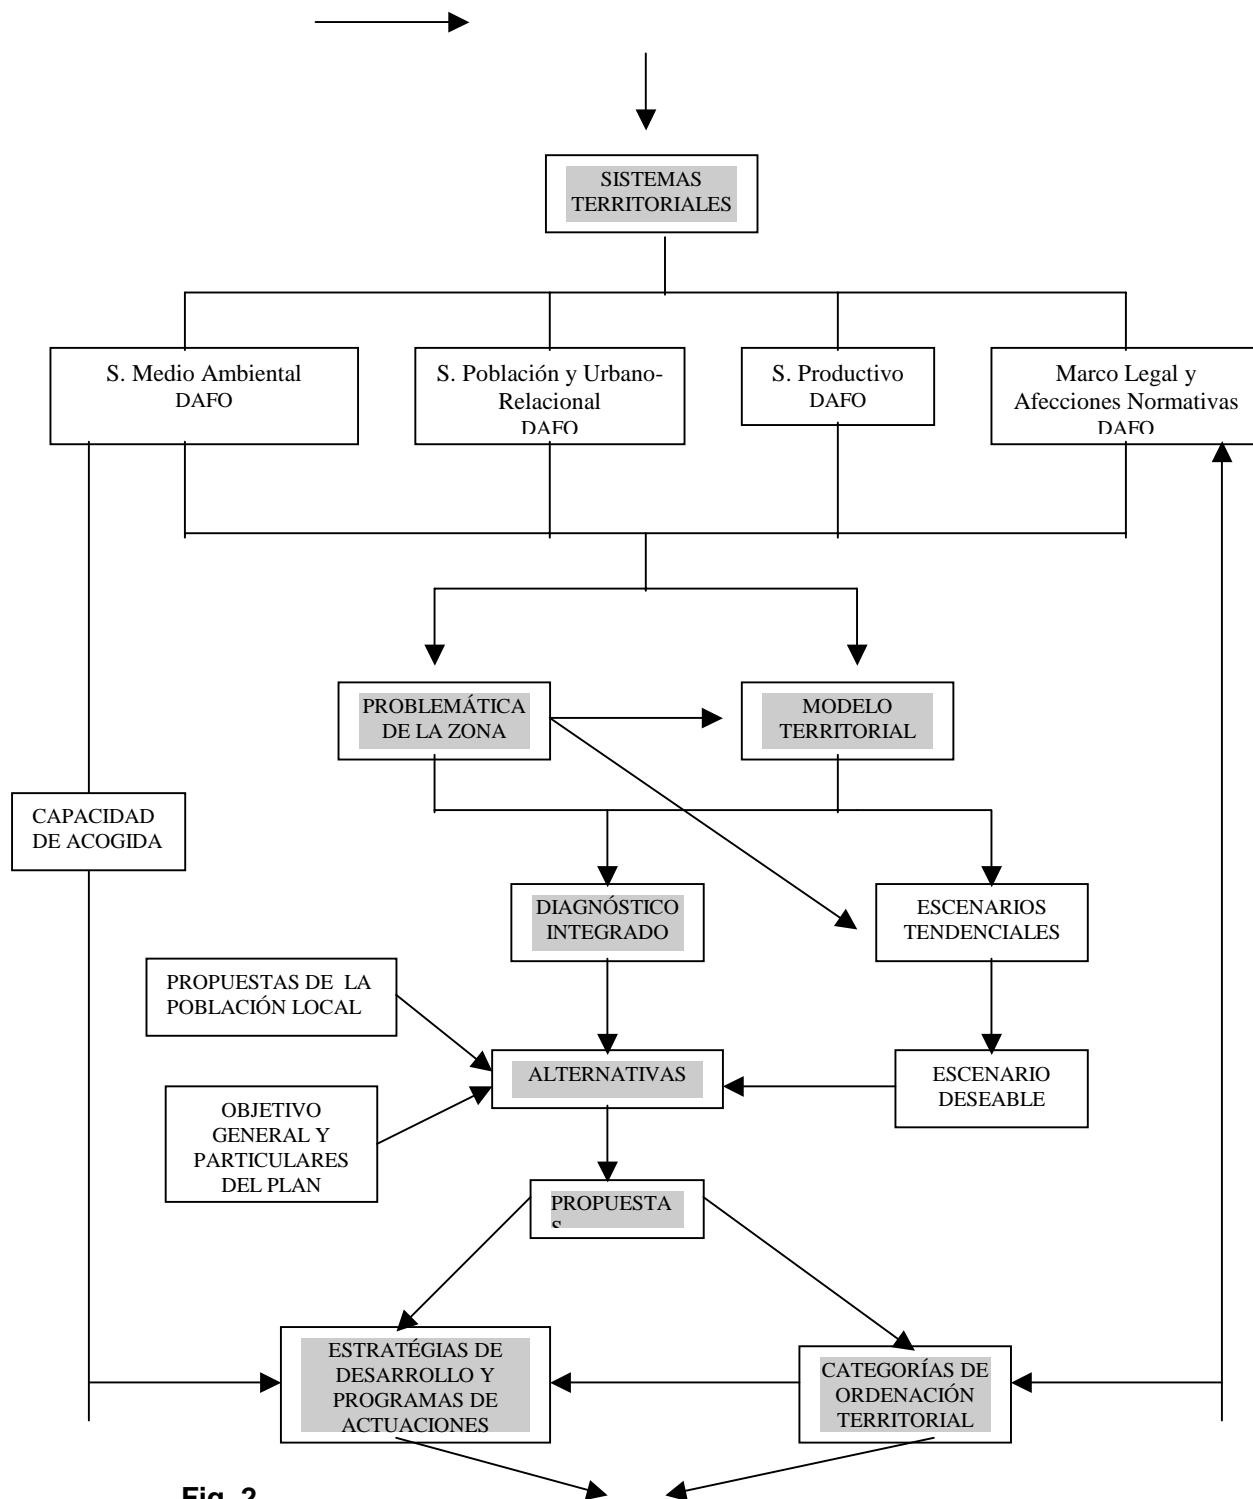 SISTEMAS
TERRITORIALES
S. Medio Ambiental
DAFO
S. Población y Urbano-
Relacional
DAFO
S. Productivo
DAFO
Marco Legal y
Afecciones Normativas
DAFO
PROBLEMÁTICA
DE LA ZONA
MODELO
TERRITORIAL
CAPACIDAD
DE ACOGIDA
DIAGNÓSTICO
INTEGRADO
ESCENARIOS
TENDENCIALES
PROPUESTAS DE LA
POBLACIÓN LOCAL
ALTERNATIVAS
ESCENARIO
DESEABLE
OBJETIVO
GENERAL Y
PARTICULARES
DEL PLAN
PROPUESTA
S
ESTRATÉGIAS DE
DESARROLLO Y
PROGRAMAS DE
ACTUACIONES
CATEGORÍAS DE
ORDENACIÓN
TERRITORIAL
Fig. 2